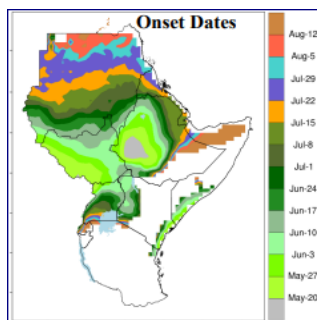 Onset Dates
Aug-12
Aug-5
Jul-29
Jul-22
Jul-15
Jul-8
Jul-1
Jun-24
Jun-17
Jun-10
Jun-3
May-27
May-20